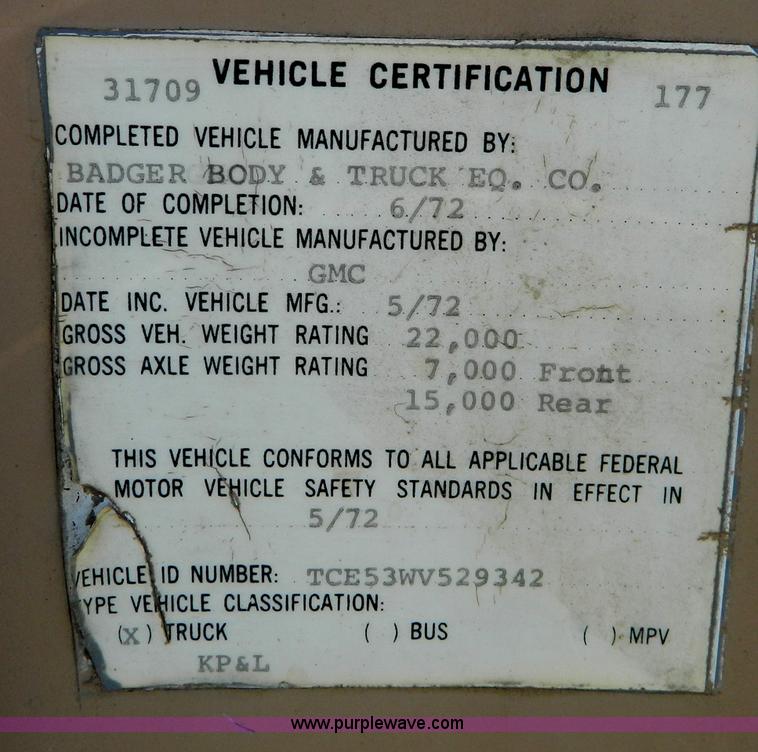 31709 VEHICLE CERTIFICATION 177
COMPLETED VEHICLE MANUFACTURED BY:
BADGER BODY & TRUCK EQ. CO.
DATE OF COMPLETION: 6/72
INCOMPLETE VEHICLE MANUFACTURED BY:
GMC
DATE INC. VEHICLE MFG.: 5/72
GROSS VEH. WEIGHT RATING 22,000
GROSS AXLE WEIGHT RATING 7,000 Front
15,000 Rear
THIS VEHICLE CONFORMS TO ALL APPLICABLE FEDERAL
MOTOR VEHICLE SAFETY STANDARDS IN EFFECT IN
5/72
VEHICLE ID NUMBER: TCE53WV529342
TYPE VEHICLE CLASSIFICATION:
(X) TRUCK ( ) BUS ( ) MPV
KP&L
www.purplewave.com